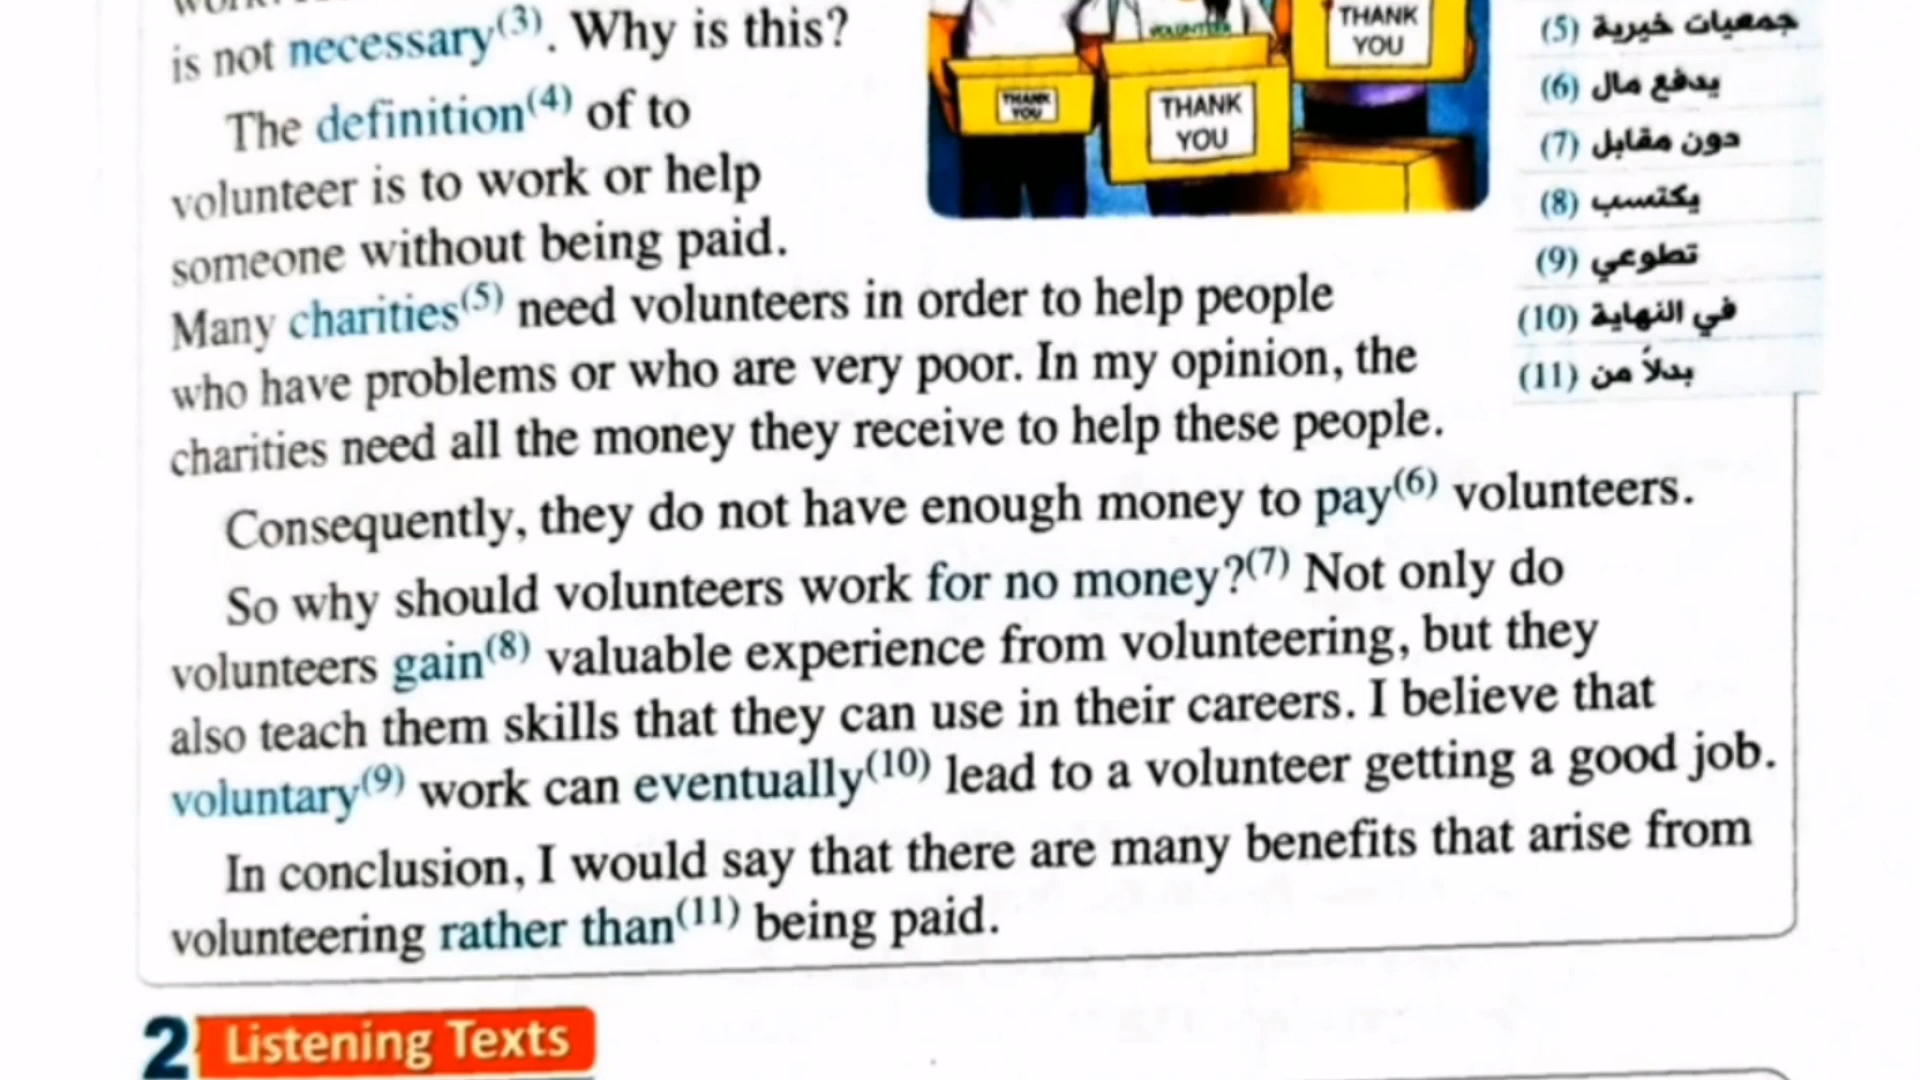 is not necessary(3). Why is this?
The definition(4) of to
volunteer is to work or help
someone without being paid.
Many charities(5) need volunteers in order to help people
who have problems or who are very poor. In my opinion, the
charities need all the money they receive to help these people.
Consequently, they do not have enough money to pay(6) volunteers.
So why should volunteers work for no money?(7) Not only do
volunteers gain(8) valuable experience from volunteering, but they
also teach them skills that they can use in their careers. I believe that
voluntary(9) work can eventually(10) lead to a volunteer getting a good job.
In conclusion, I would say that there are many benefits that arise from
volunteering rather than(11) being paid.
VOLUNTEER
THANK
YOU
THANK
YOU
THANK
YOU
(5) جمعيات خيرية
(6) يدفع مال
(7) دون مقابل
(8) يكتسب
(9) تطوعي
(10) في النهاية
(11) بدلاً من
2 Listening Texts